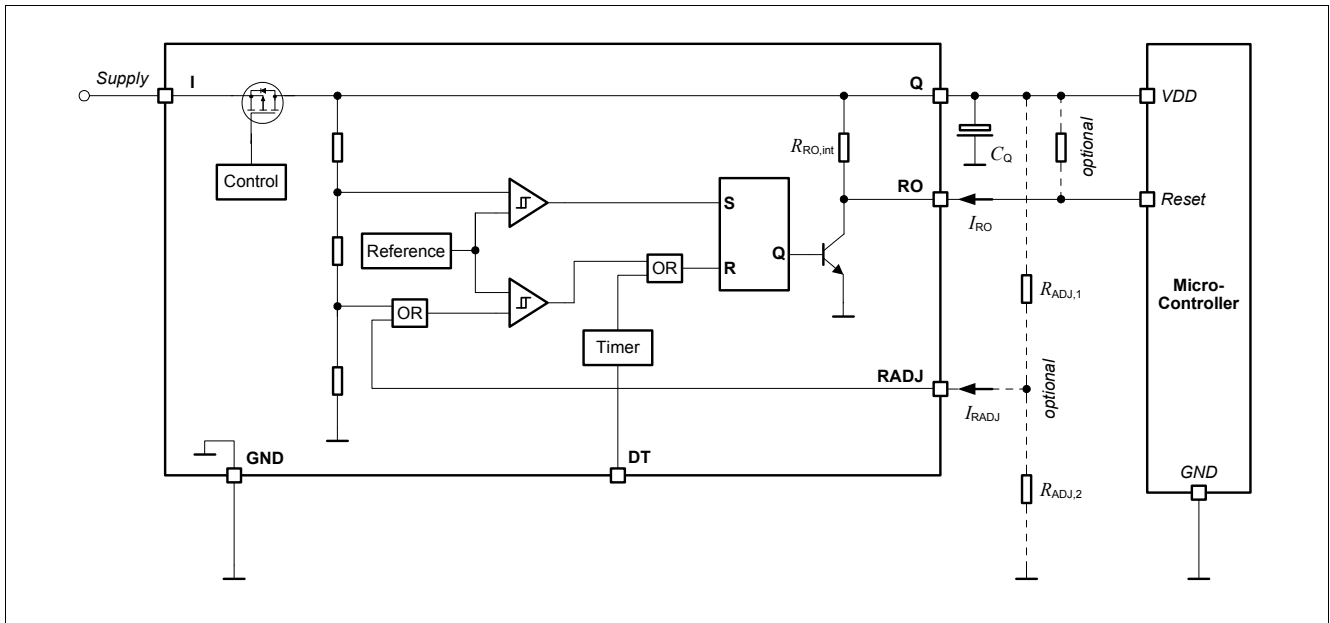 Supply
I
Q
VDD
optional
R_RO,int
C_Q
Control
RO
Reset
I_RO
S
Reference
Q
OR
R
R_ADJ,1
Micro-
Controller
OR
Timer
RADJ
optional
I_RADJ
GND
DT
GND
R_ADJ,2